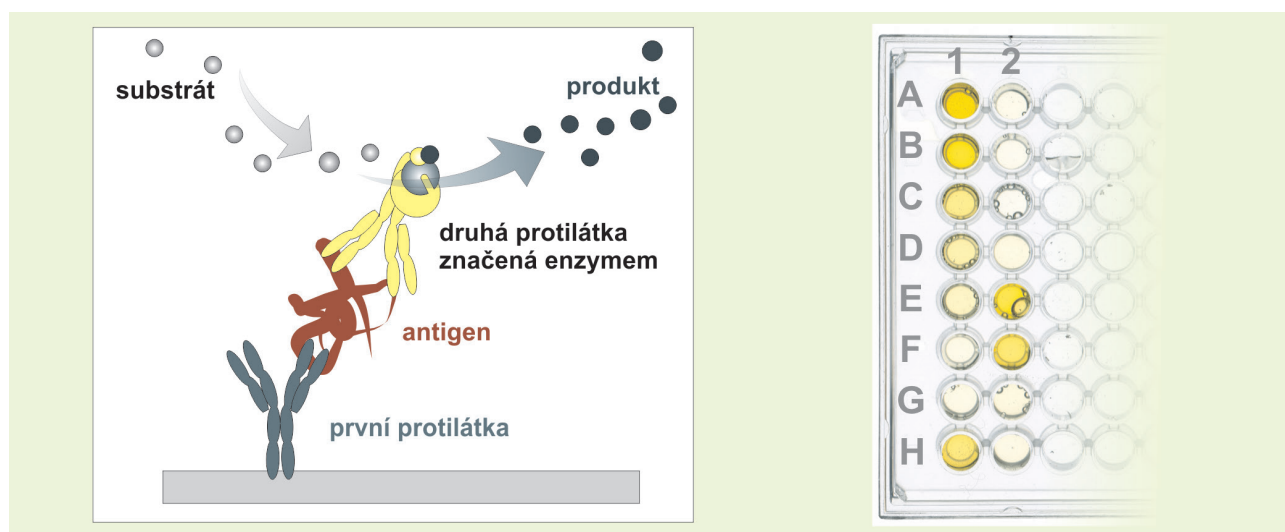 substrát
produkt
druhá protilátka
značená enzymem
antigen
první protilátka
1 2
A
B
C
D
E
F
G
H